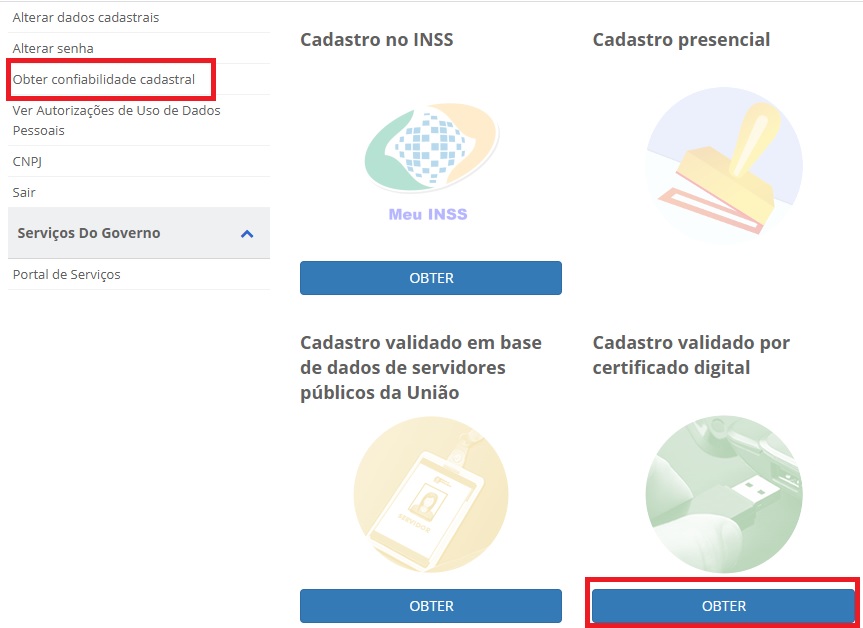 Alterar dados cadastrais
Alterar senha
Obter confiabilidade cadastral
Ver Autorizações de Uso de Dados
Pessoais
CNPJ
Sair
Serviços Do Governo
Portal de Serviços
Cadastro no INSS
Meu INSS
OBTER
Cadastro presencial
Cadastro validado em base
de dados de servidores
públicos da União
SERVIDOR
OBTER
Cadastro validado por
certificado digital
OBTER